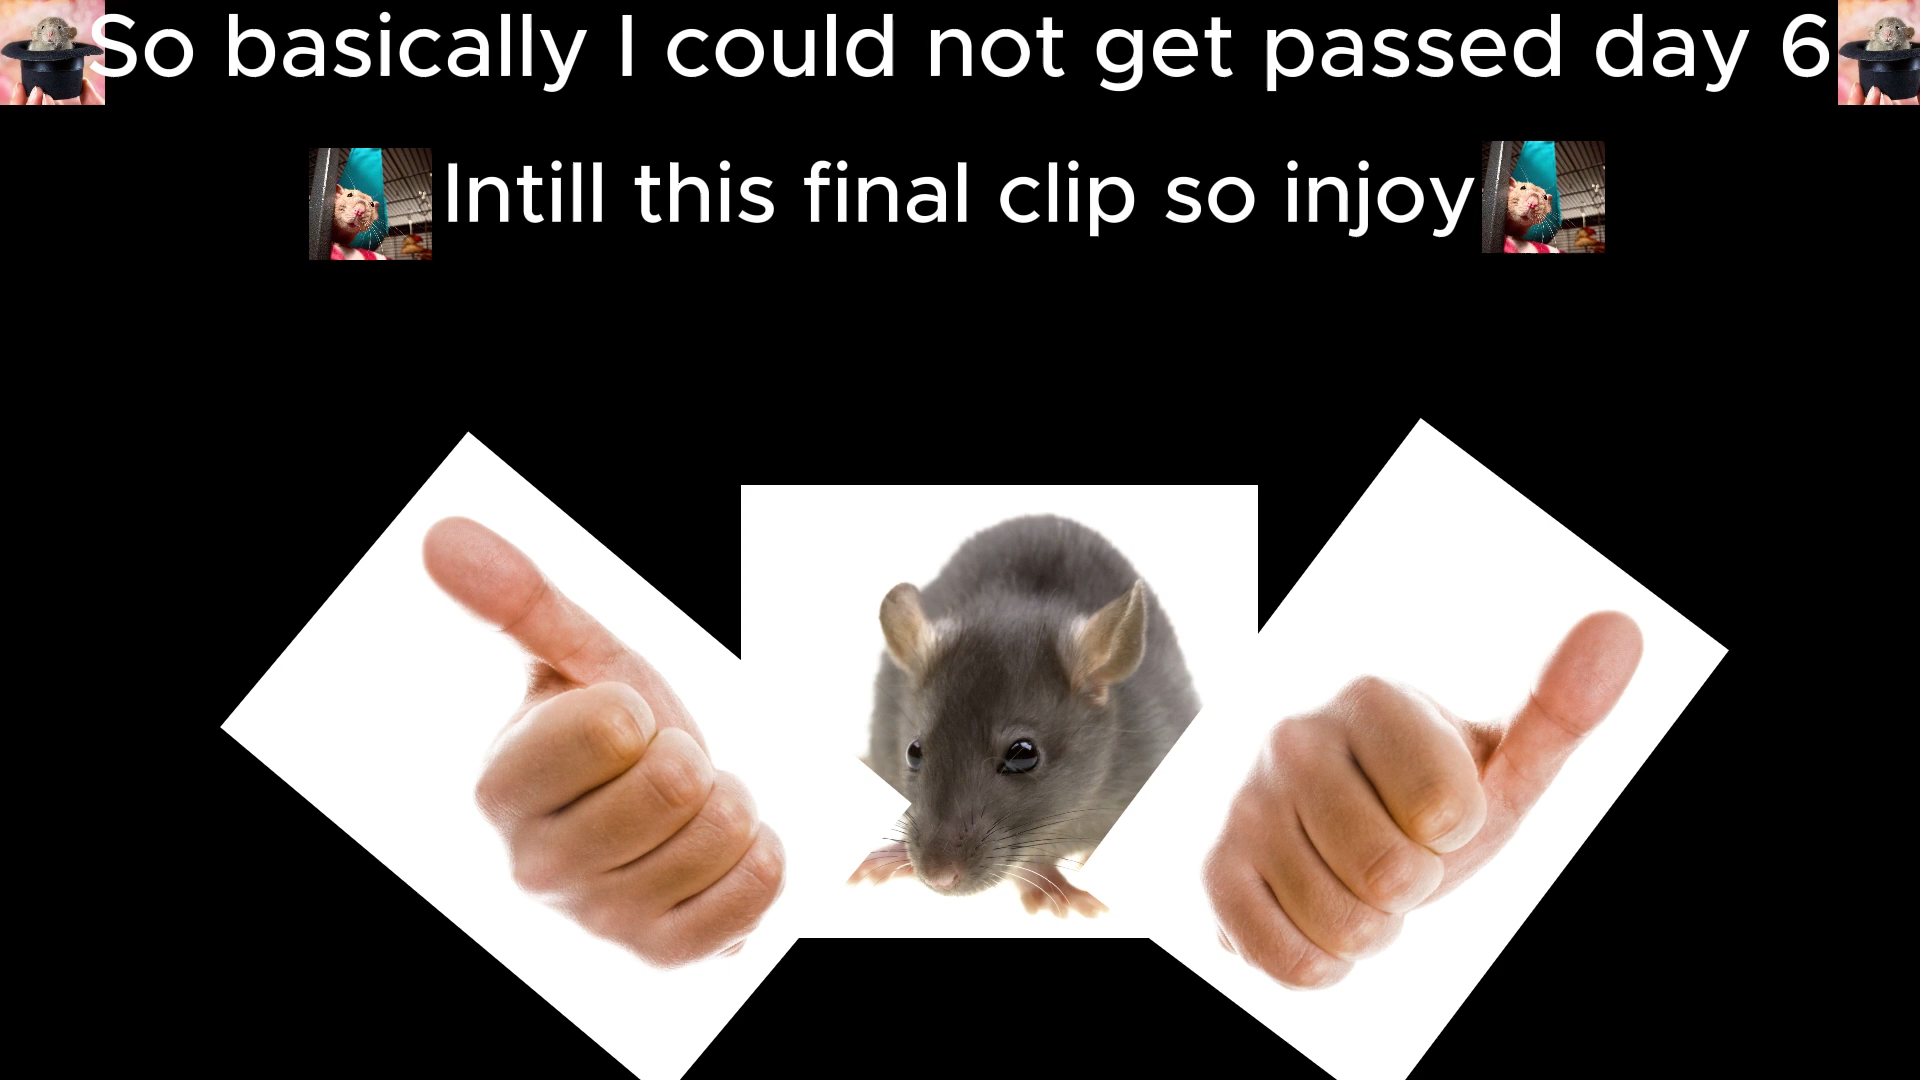 So basically I could not get passed day 6
Intill this final clip so injoy